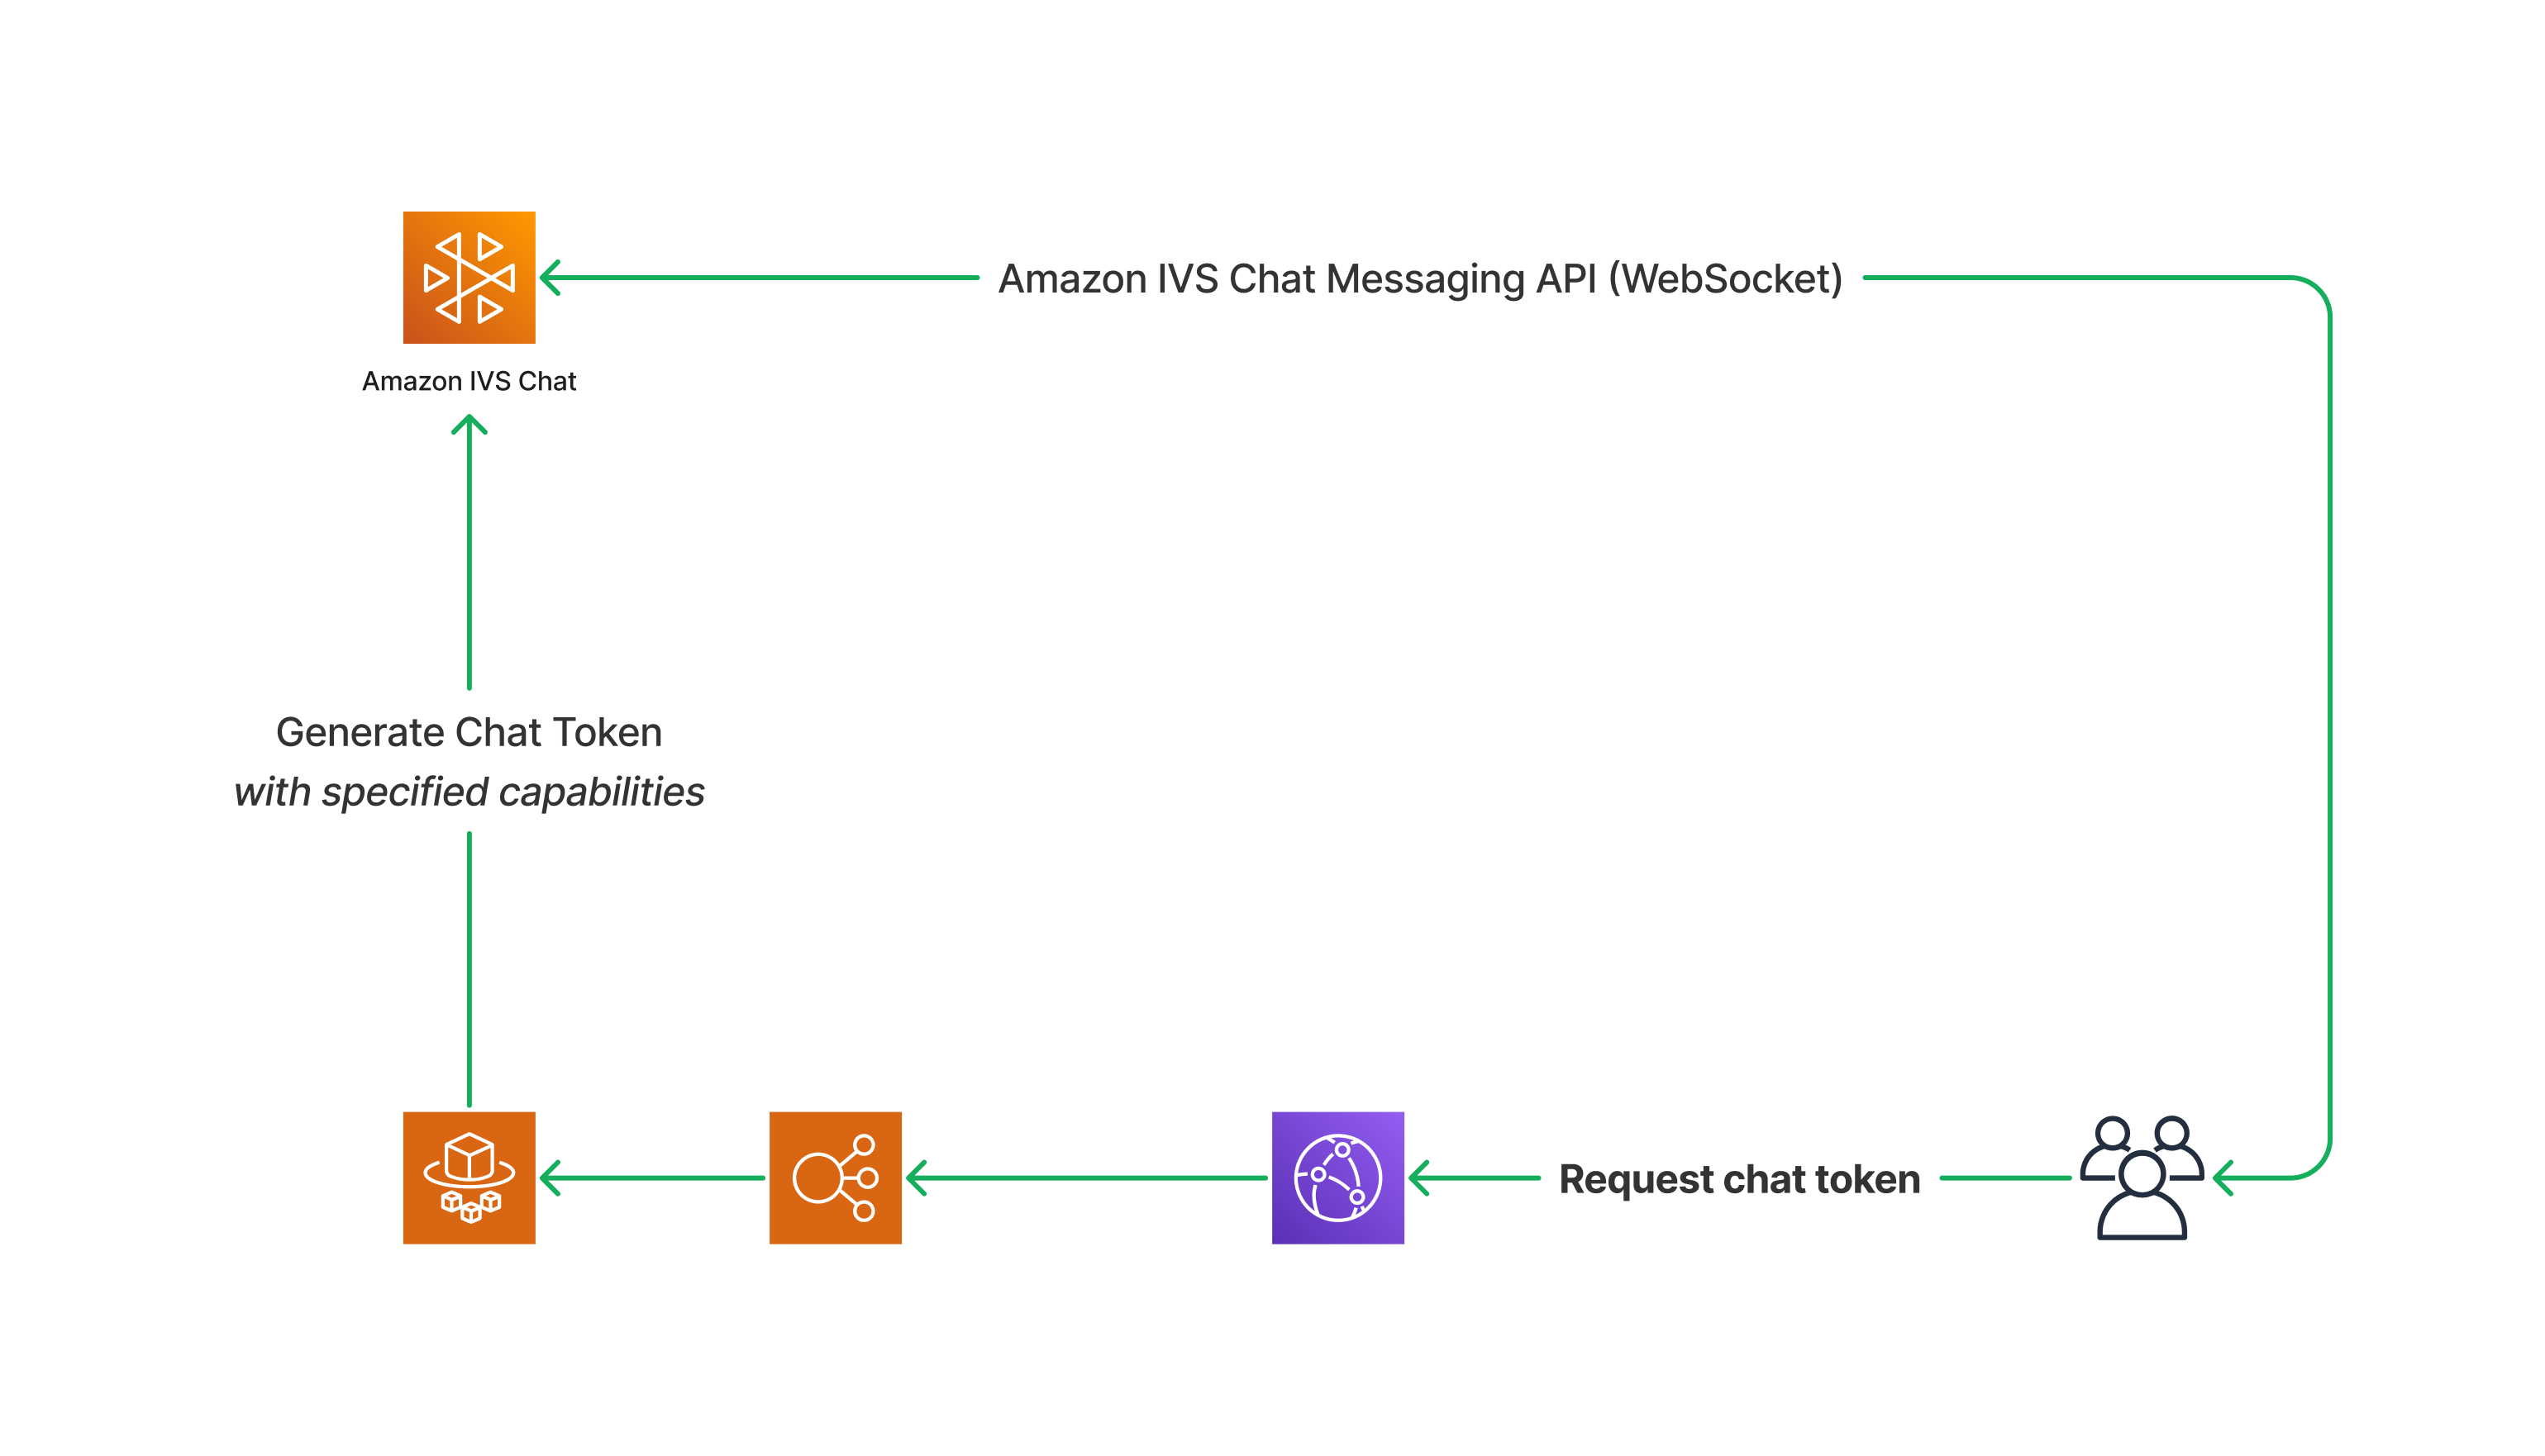 Amazon IVS Chat Messaging API (WebSocket)
Amazon IVS Chat
Generate Chat Token
with specified capabilities
Request chat token